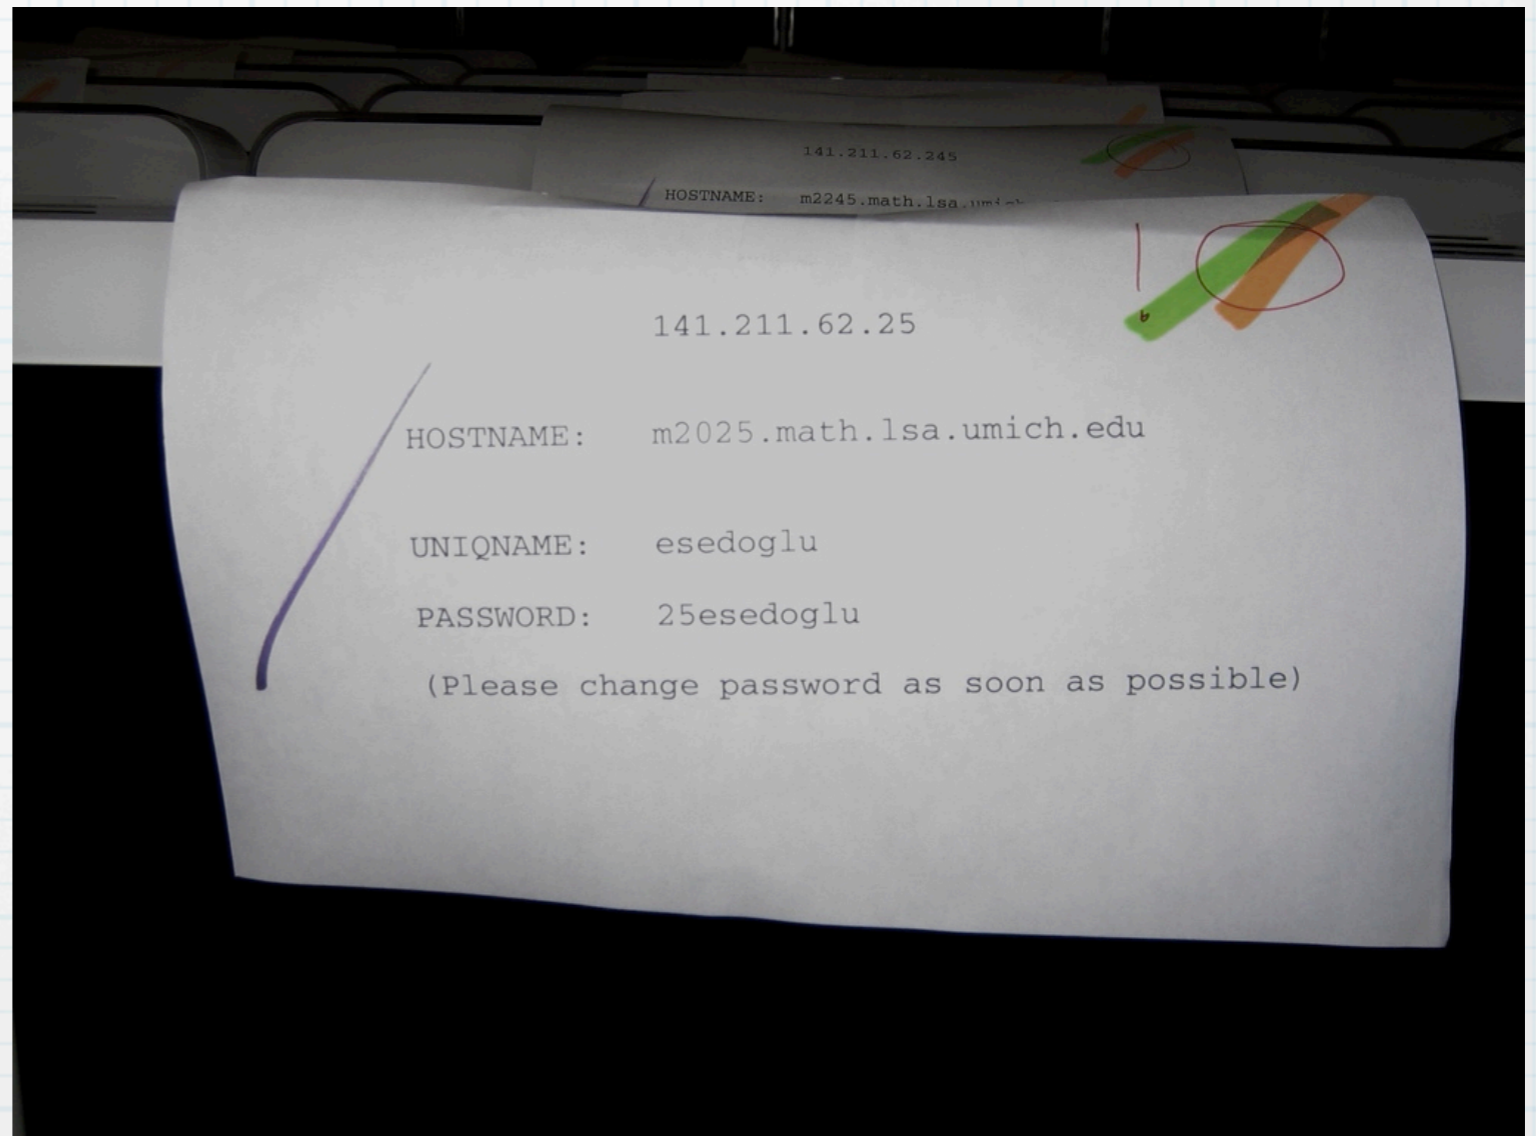 141.211.62.245
HOSTNAME: m2245.math.lsa.umich
141.211.62.25
HOSTNAME: m2025.math.lsa.umich.edu
UNIQNAME: esedoglu
PASSWORD: 25esedoglu
(Please change password as soon as possible)